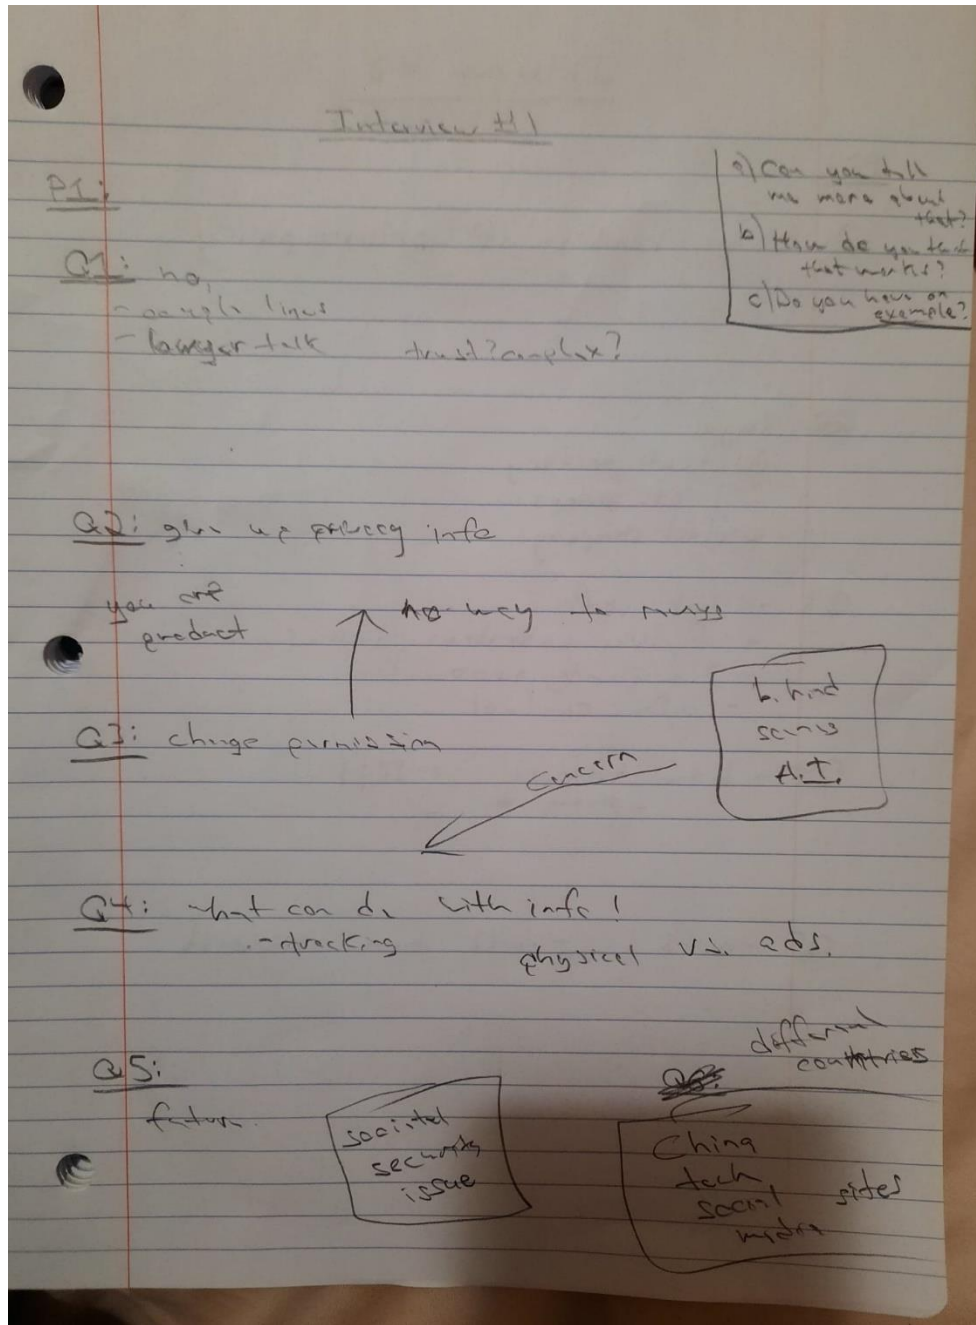 Interview #1
P1:
a) Can you tell
me more about
that?
b) How do you think
that works?
c) Do you have an
example?
Q1: no,
- couple lines
- lawyer talk trust? complex?
Q2: give up privacy info
you are
product
no way to
Q3: change permission
behind
scenes
A.I.
concern
Q4: what can do with info!
- tracking
physical vs. ads.
different
countries
Q5:
future
societal
security
issue
China
tech
social sites
media